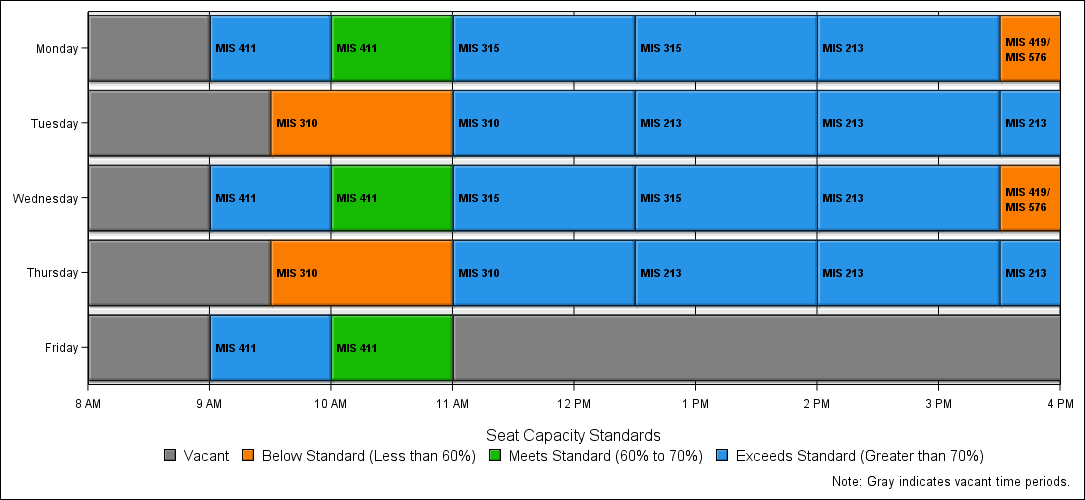 Monday
MIS 411
MIS 411
MIS 315
MIS 315
MIS 213
MIS 419/
MIS 576
Tuesday
MIS 310
MIS 310
MIS 213
MIS 213
MIS 213
Wednesday
MIS 411
MIS 411
MIS 315
MIS 315
MIS 213
MIS 419/
MIS 576
Thursday
MIS 310
MIS 310
MIS 213
MIS 213
MIS 213
Friday
MIS 411
MIS 411
8 AM 9 AM 10 AM 11 AM 12 PM 1 PM 2 PM 3 PM 4 PM
Seat Capacity Standards
Vacant Below Standard (Less than 60%) Meets Standard (60% to 70%) Exceeds Standard (Greater than 70%)
Note: Gray indicates vacant time periods.